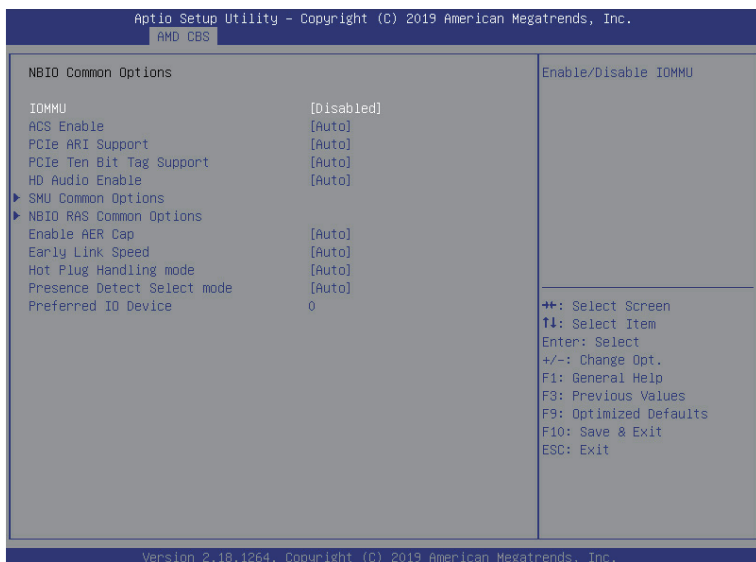 Aptio Setup Utility – Copyright (C) 2019 American Megatrends, Inc.
AMD CBS
NBIO Common Options
IOMMU [Disabled]
ACS Enable [Auto]
PCIe ARI Support [Auto]
PCIe Ten Bit Tag Support [Auto]
HD Audio Enable [Auto]
SMU Common Options
NBIO RAS Common Options
Enable AER Cap [Auto]
Early Link Speed [Auto]
Hot Plug Handling mode [Auto]
Presence Detect Select mode [Auto]
Preferred IO Device 0
Enable/Disable IOMMU
→←: Select Screen
↑↓: Select Item
Enter: Select
+/-: Change Opt.
F1: General Help
F3: Previous Values
F9: Optimized Defaults
F10: Save & Exit
ESC: Exit
Version 2.18.1264. Copyright (C) 2019 American Megatrends, Inc.